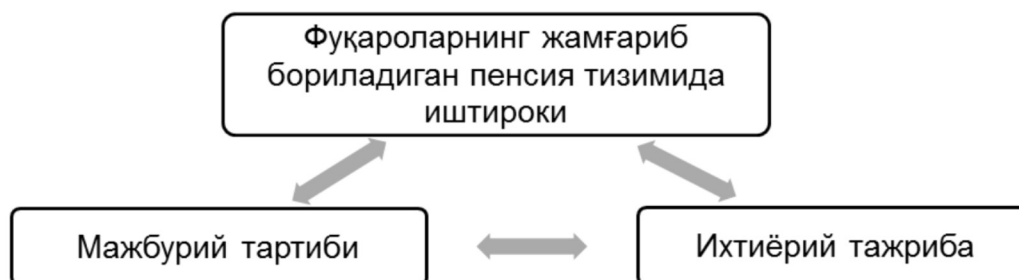 Фуқароларнинг жамғариб
бориладиган пенсия тизимида
иштироки
Мажбурий тартиби
Ихтиёрий тажриба